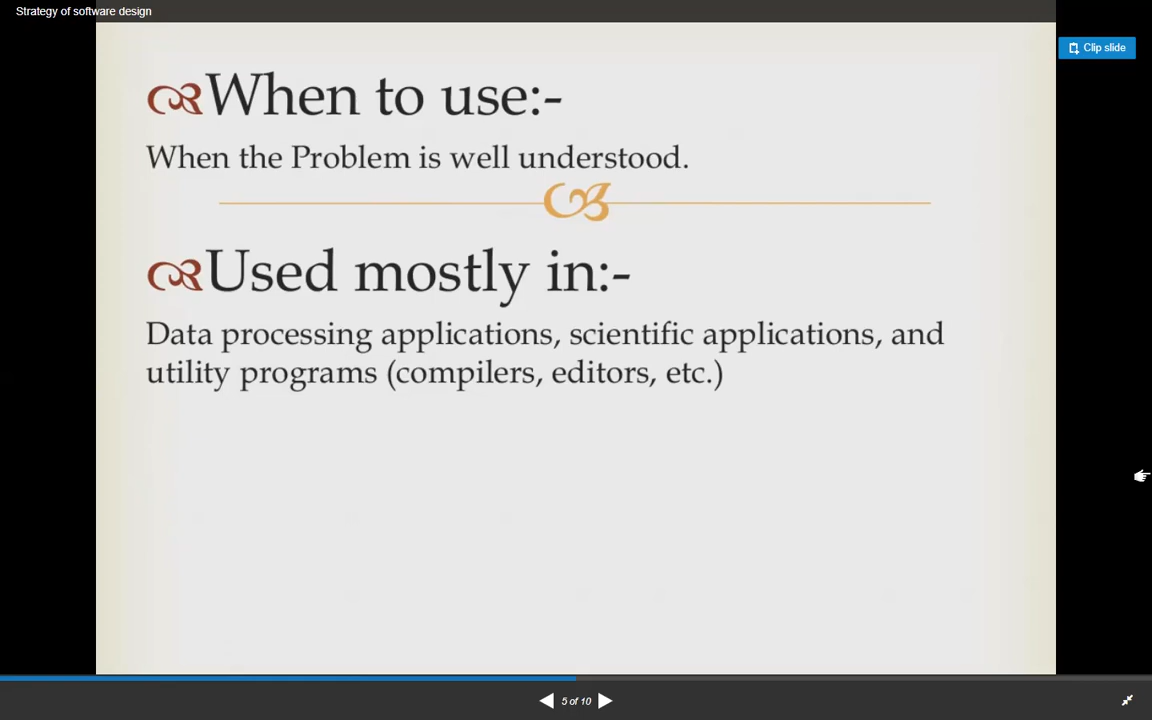 Strategy of software design
Clip slide
When to use:-
When the Problem is well understood.
Used mostly in:-
Data processing applications, scientific applications, and
utility programs (compilers, editors, etc.)
5 of 10